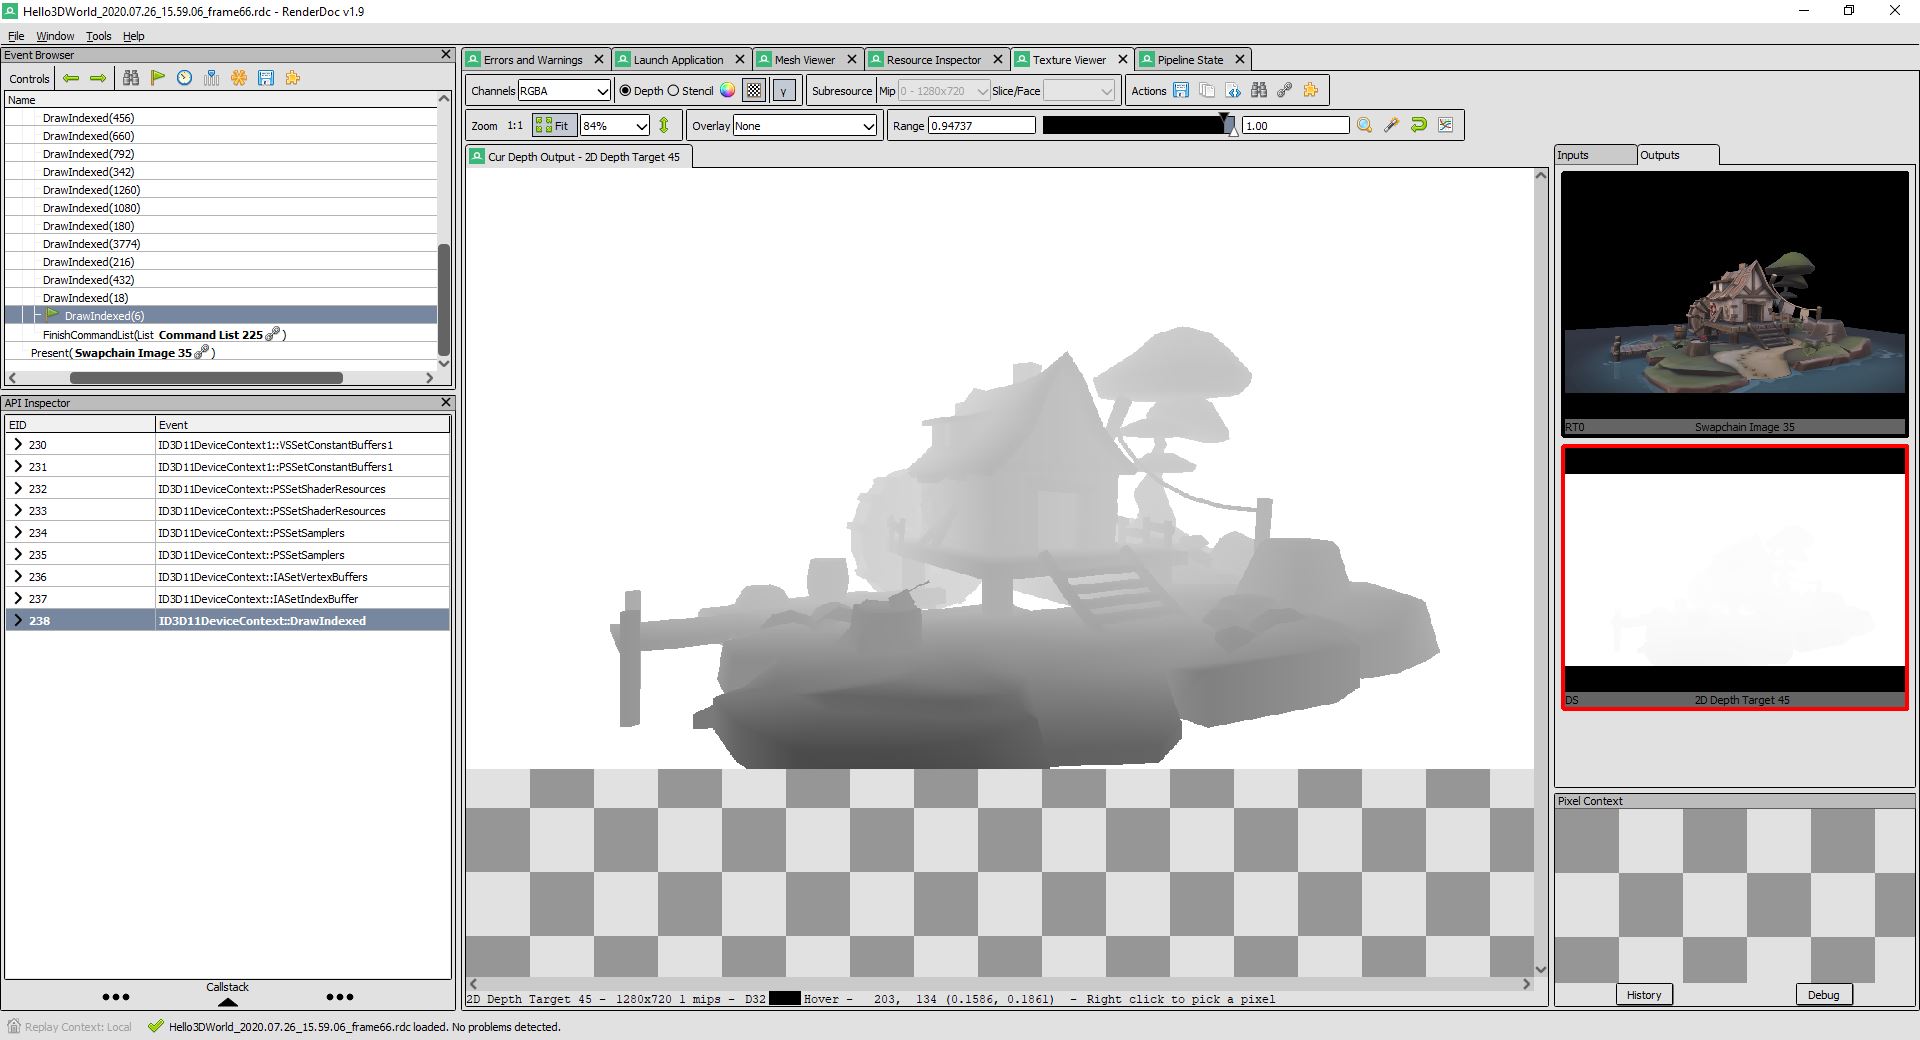 Hello3DWorld_2020.07.26_15.59.06_frame66.rdc - RenderDoc v1.9
File Window Tools Help
Event Browser
Controls
Name
DrawIndexed(456)
DrawIndexed(660)
DrawIndexed(792)
DrawIndexed(342)
DrawIndexed(1260)
DrawIndexed(1080)
DrawIndexed(180)
DrawIndexed(3774)
DrawIndexed(216)
DrawIndexed(432)
DrawIndexed(18)
DrawIndexed(6)
FinishCommandList(List Command List 225 )
Present( Swapchain Image 35 )
API Inspector
EID Event
230 ID3D11DeviceContext1::VSSetConstantBuffers1
231 ID3D11DeviceContext1::PSSetConstantBuffers1
232 ID3D11DeviceContext::PSSetShaderResources
233 ID3D11DeviceContext::PSSetShaderResources
234 ID3D11DeviceContext::PSSetSamplers
235 ID3D11DeviceContext::PSSetSamplers
236 ID3D11DeviceContext::IASetVertexBuffers
237 ID3D11DeviceContext::IASetIndexBuffer
238 ID3D11DeviceContext::DrawIndexed
Callstack
Errors and Warnings Launch Application Mesh Viewer Resource Inspector Texture Viewer Pipeline State
Channels RGBA Depth Stencil γ Subresource Mip 0 - 1280x720 Slice/Face Actions
Zoom 1:1 Fit 84% Overlay None Range 0.94737 1.00
Cur Depth Output - 2D Depth Target 45
Inputs Outputs
RT0 Swapchain Image 35
DS 2D Depth Target 45
Pixel Context
History Debug
2D Depth Target 45 - 1280x720 1 mips - D32 Hover - 203, 134 (0.1586, 0.1861) - Right click to pick a pixel
Replay Context: Local Hello3DWorld_2020.07.26_15.59.06_frame66.rdc loaded. No problems detected.